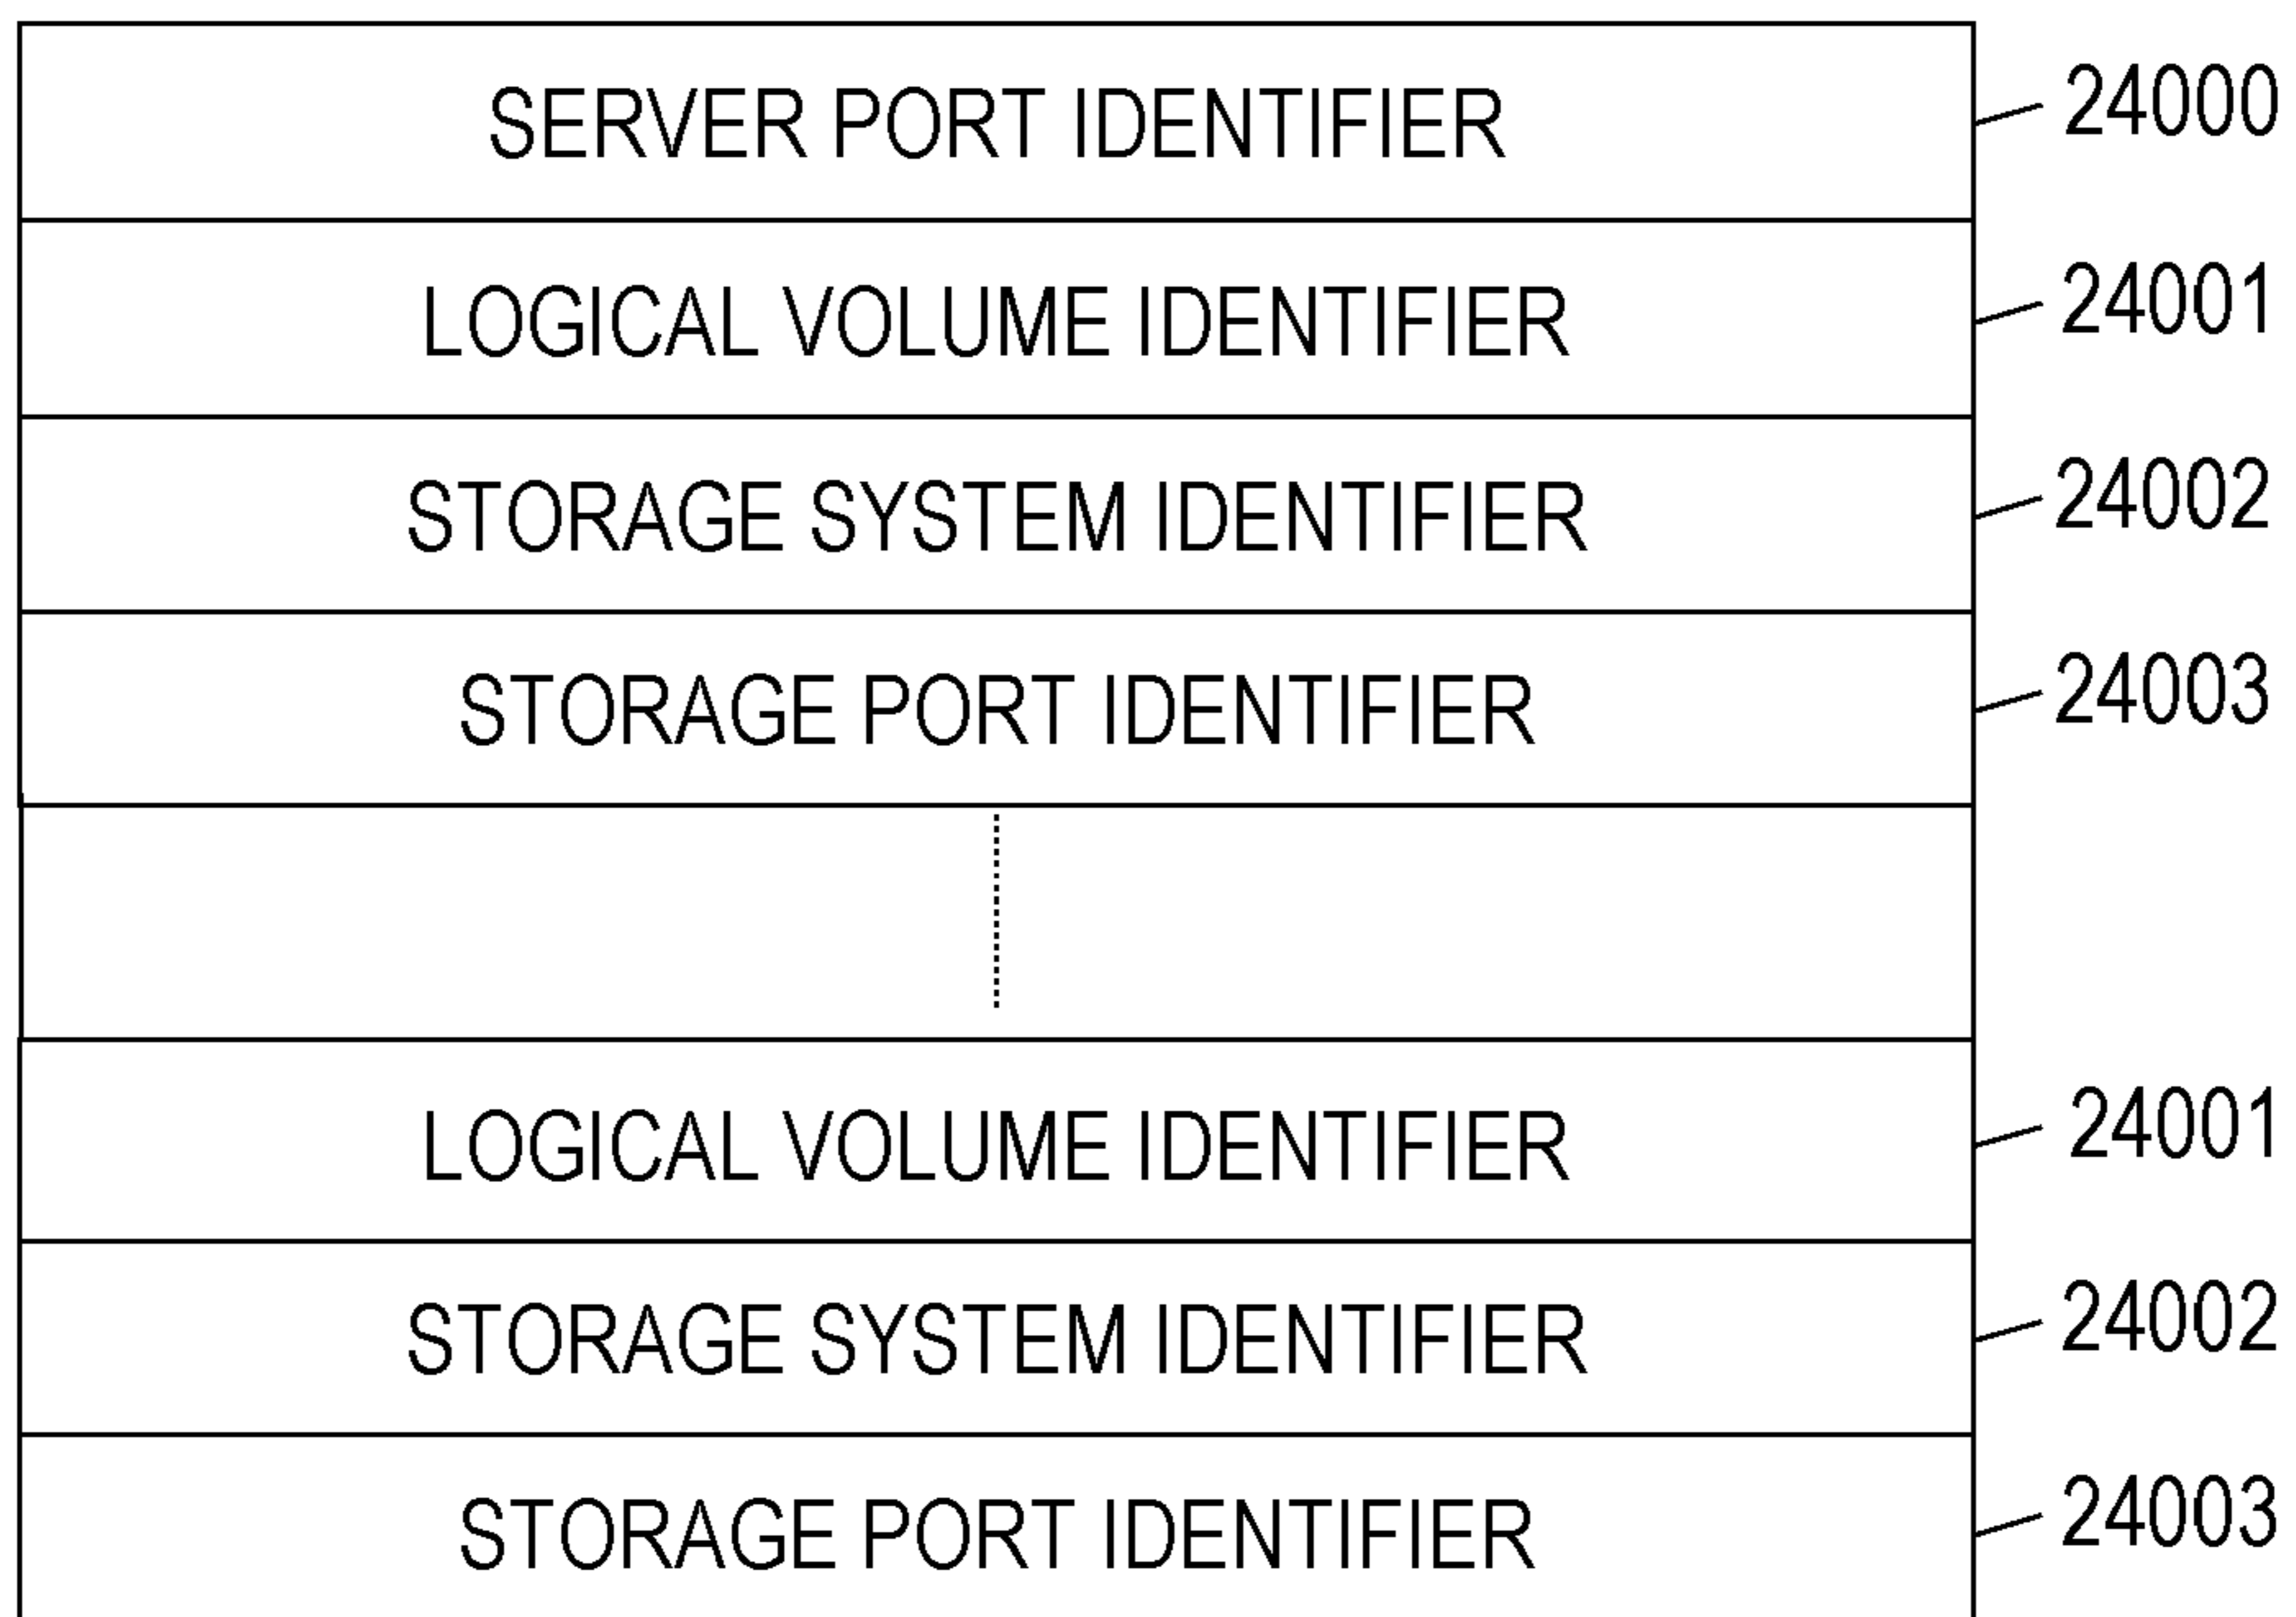 SERVER PORT IDENTIFIER 24000
LOGICAL VOLUME IDENTIFIER 24001
STORAGE SYSTEM IDENTIFIER 24002
STORAGE PORT IDENTIFIER 24003
LOGICAL VOLUME IDENTIFIER 24001
STORAGE SYSTEM IDENTIFIER 24002
STORAGE PORT IDENTIFIER 24003